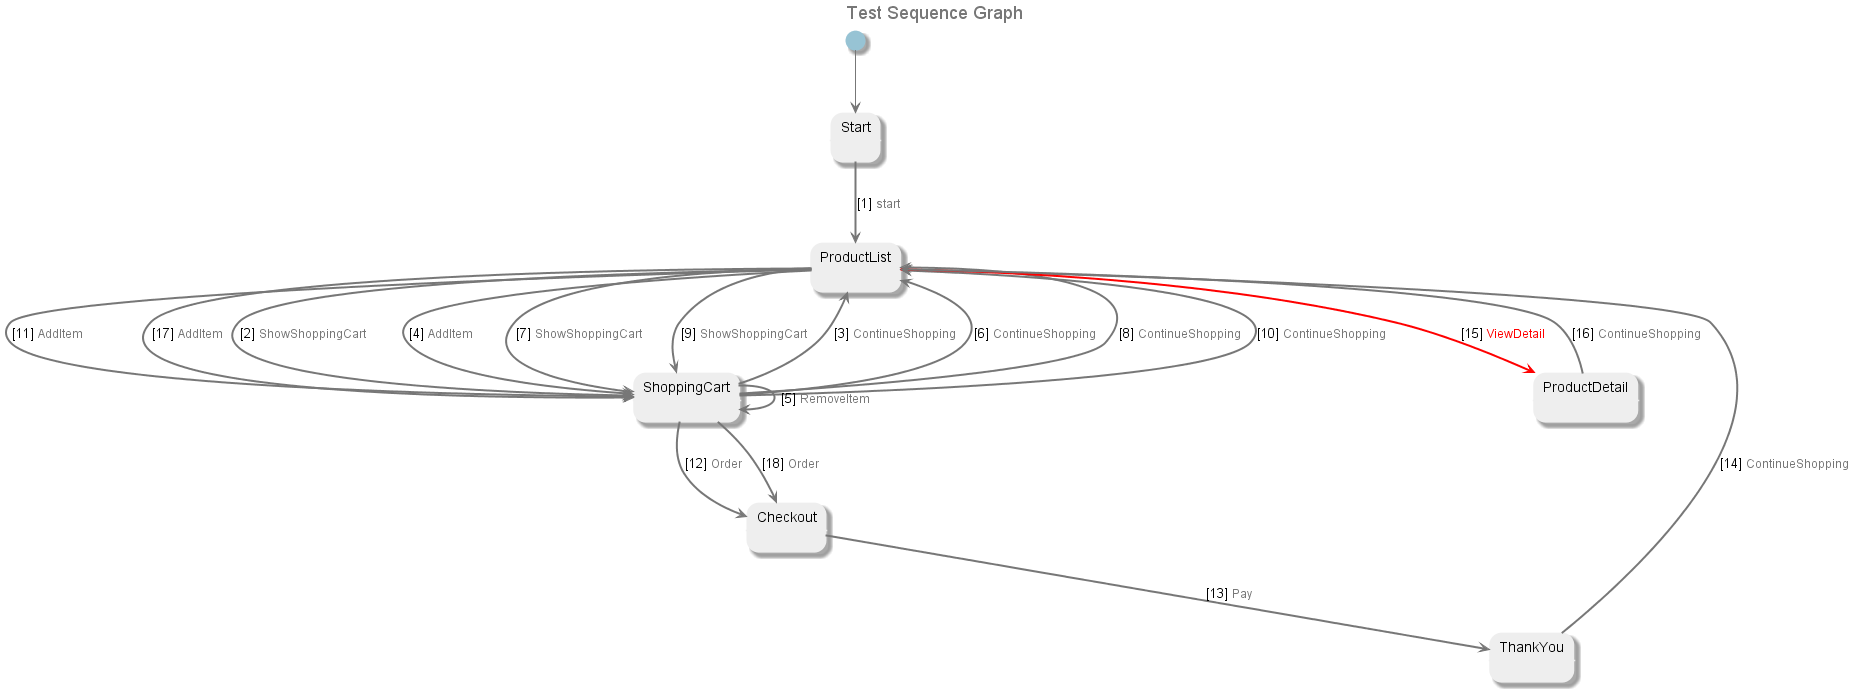 Test Sequence Graph
Start
[1] start
ProductList
[11] AddItem
[17] AddItem
[2] ShowShoppingCart
[4] AddItem
[7] ShowShoppingCart
[9] ShowShoppingCart
[3] ContinueShopping
[6] ContinueShopping
[8] ContinueShopping
[10] ContinueShopping
[15] ViewDetail
[16] ContinueShopping
ShoppingCart
[5] RemoveItem
ProductDetail
[12] Order
[18] Order
[14] ContinueShopping
Checkout
[13] Pay
ThankYou